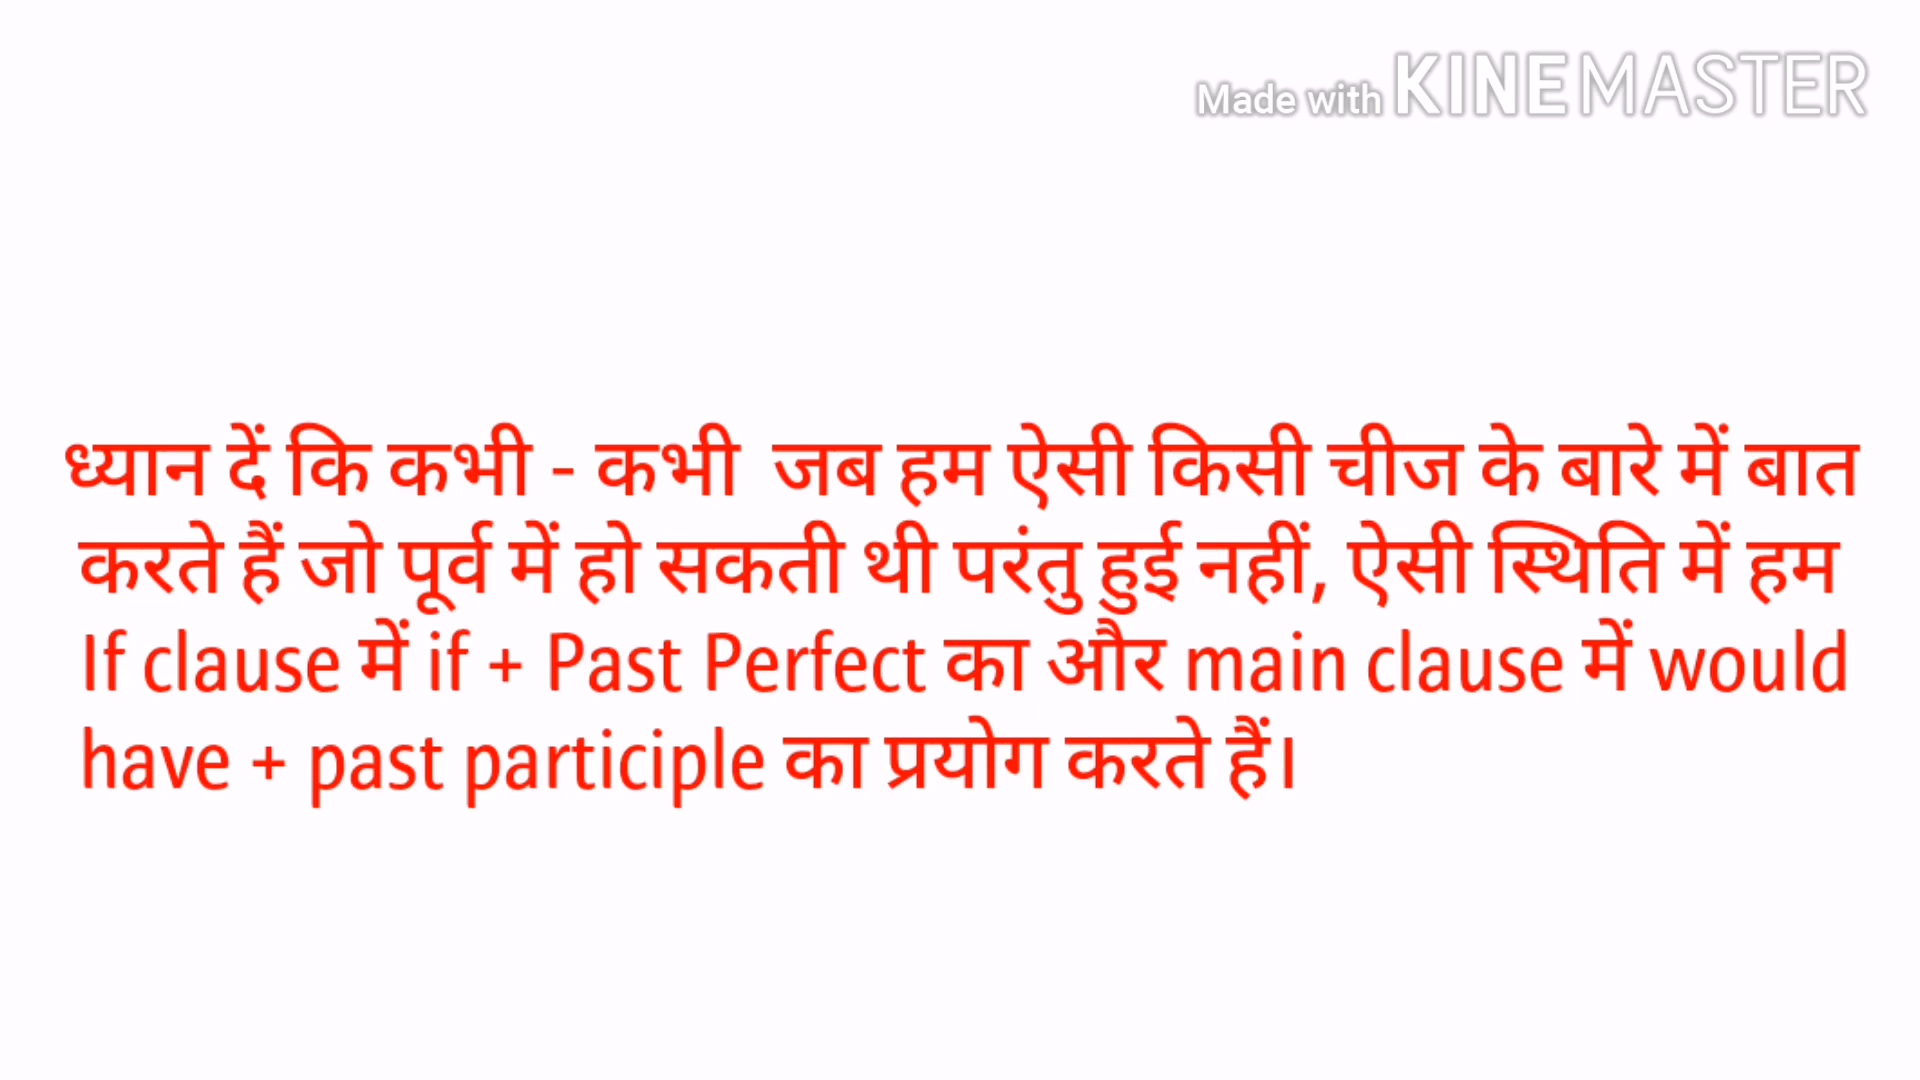 Made with KINEMASTER
ध्यान दें कि कभी - कभी  जब हम ऐसी किसी चीज के बारे में बात
करते हैं जो पूर्व में हो सकती थी परंतु हुई नहीं, ऐसी स्थिति में हम
If clause में if + Past Perfect का और main clause में would
have + past participle का प्रयोग करते हैं।